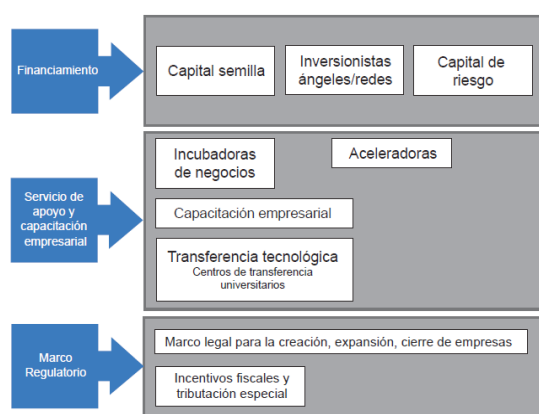 Financiamiento
Capital semilla
Inversionistas
ángeles/redes
Capital de
riesgo
Servicio de
apoyo y
capacitación
empresarial
Incubadoras
de negocios
Aceleradoras
Capacitación empresarial
Transferencia tecnológica
Centros de transferencia
universitarios
Marco
Regulatorio
Marco legal para la creación, expansión, cierre de empresas
Incentivos fiscales y
tributación especial